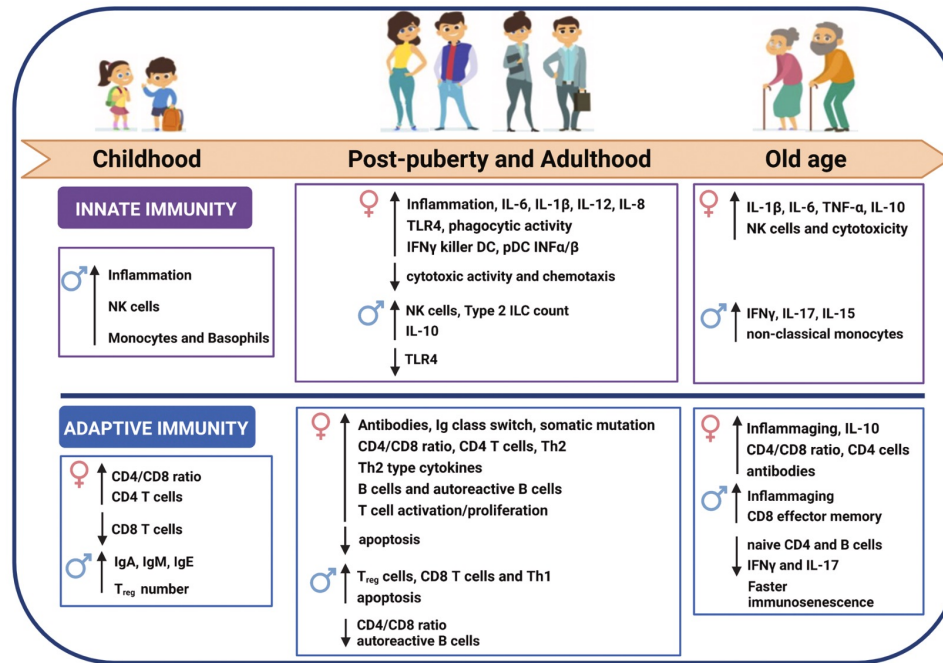 Childhood
Post-puberty and Adulthood
Old age
INNATE IMMUNITY
♂ ↑ Inflammation
NK cells
Monocytes and Basophils
♀ ↑ Inflammation, IL-6, IL-1β, IL-12, IL-8
TLR4, phagocytic activity
IFNγ killer DC, pDC INFα/β
↓ cytotoxic activity and chemotaxis
♂ ↑ NK cells, Type 2 ILC count
IL-10
↓ TLR4
♀ ↑ IL-1β, IL-6, TNF-α, IL-10
NK cells and cytotoxicity
♂ ↑ IFNγ, IL-17, IL-15
non-classical monocytes
ADAPTIVE IMMUNITY
♀ ↑ CD4/CD8 ratio
CD4 T cells
↓ CD8 T cells
♂ ↑ IgA, IgM, IgE
Treg number
♀ ↑ Antibodies, Ig class switch, somatic mutation
CD4/CD8 ratio, CD4 T cells, Th2
Th2 type cytokines
B cells and autoreactive B cells
T cell activation/proliferation
↓ apoptosis
♂ ↑ Treg cells, CD8 T cells and Th1
apoptosis
↓ CD4/CD8 ratio
autoreactive B cells
♀ ↑ Inflammaging, IL-10
CD4/CD8 ratio, CD4 cells
antibodies
♂ ↑ Inflammaging
CD8 effector memory
↓ naive CD4 and B cells
IFNγ and IL-17
Faster
immunosenescence